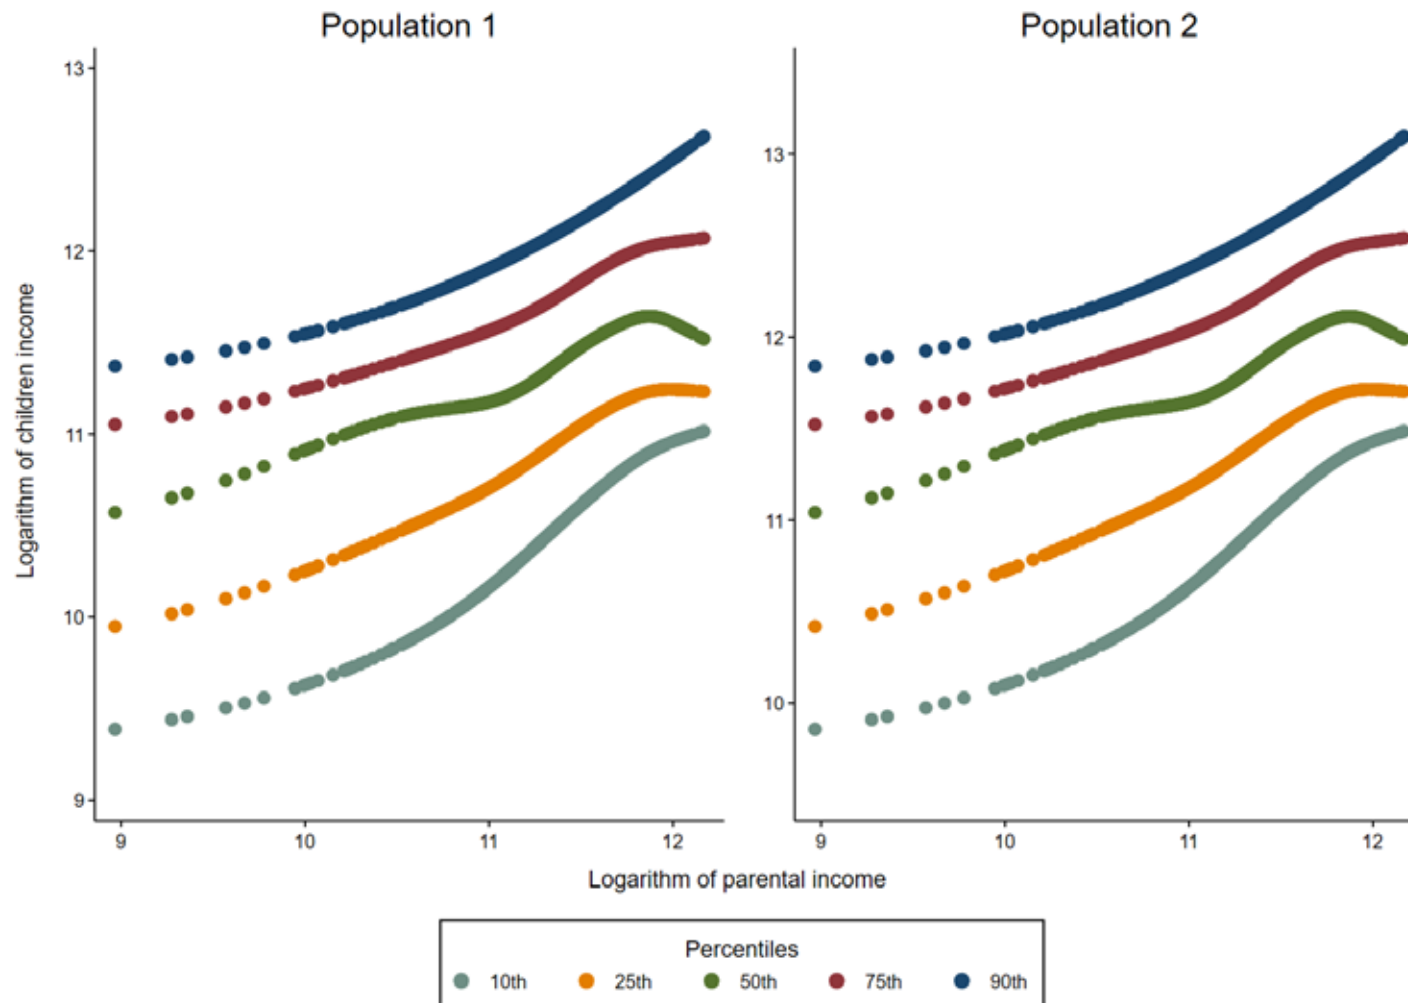 Population 1
Population 2
13
12
11
10
9
13
12
11
10
Logarithm of children income
9 10 11 12
9 10 11 12
Logarithm of parental income
Percentiles
10th 25th 50th 75th 90th